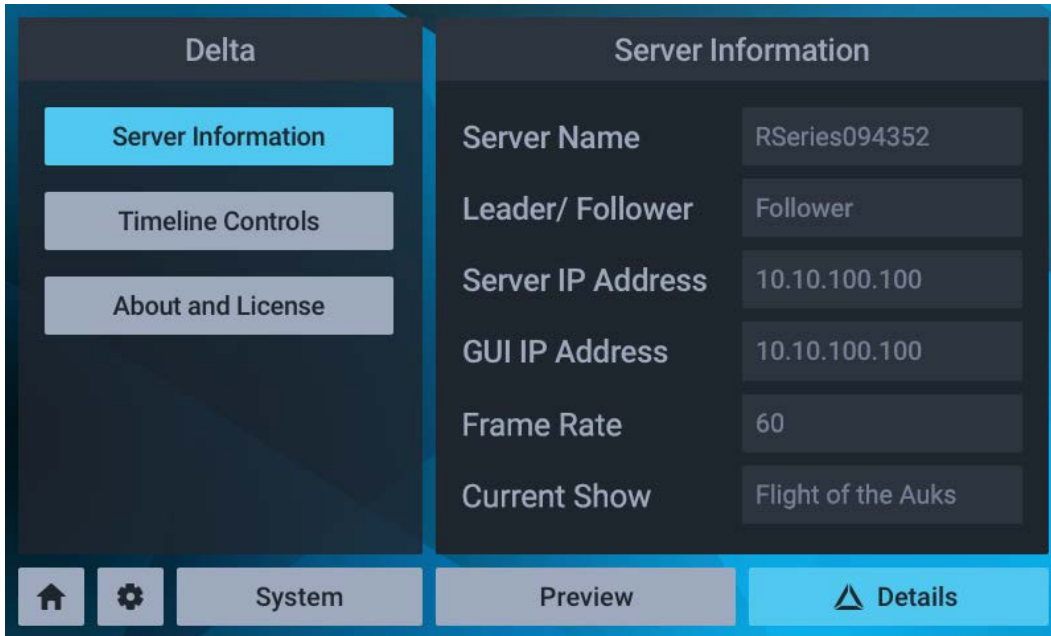 Delta
Server Information
Timeline Controls
About and License
Server Information
Server Name RSeries094352
Leader/ Follower Follower
Server IP Address 10.10.100.100
GUI IP Address 10.10.100.100
Frame Rate 60
Current Show Flight of the Auks
System Preview Details